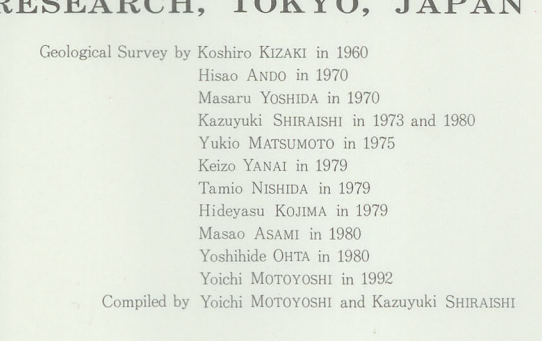 RESEARCH, TOKYO, JAPAN
Geological Survey by Koshiro KIZAKI in 1960
Hisao ANDO in 1970
Masaru YOSHIDA in 1970
Kazuyuki SHIRAISHI in 1973 and 1980
Yukio MATSUMOTO in 1975
Keizo YANAI in 1979
Tamio NISHIDA in 1979
Hideyasu KOJIMA in 1979
Masao ASAMI in 1980
Yoshihide OHTA in 1980
Yoichi MOTOYOSHI in 1992
Compiled by Yoichi MOTOYOSHI and Kazuyuki SHIRAISHI